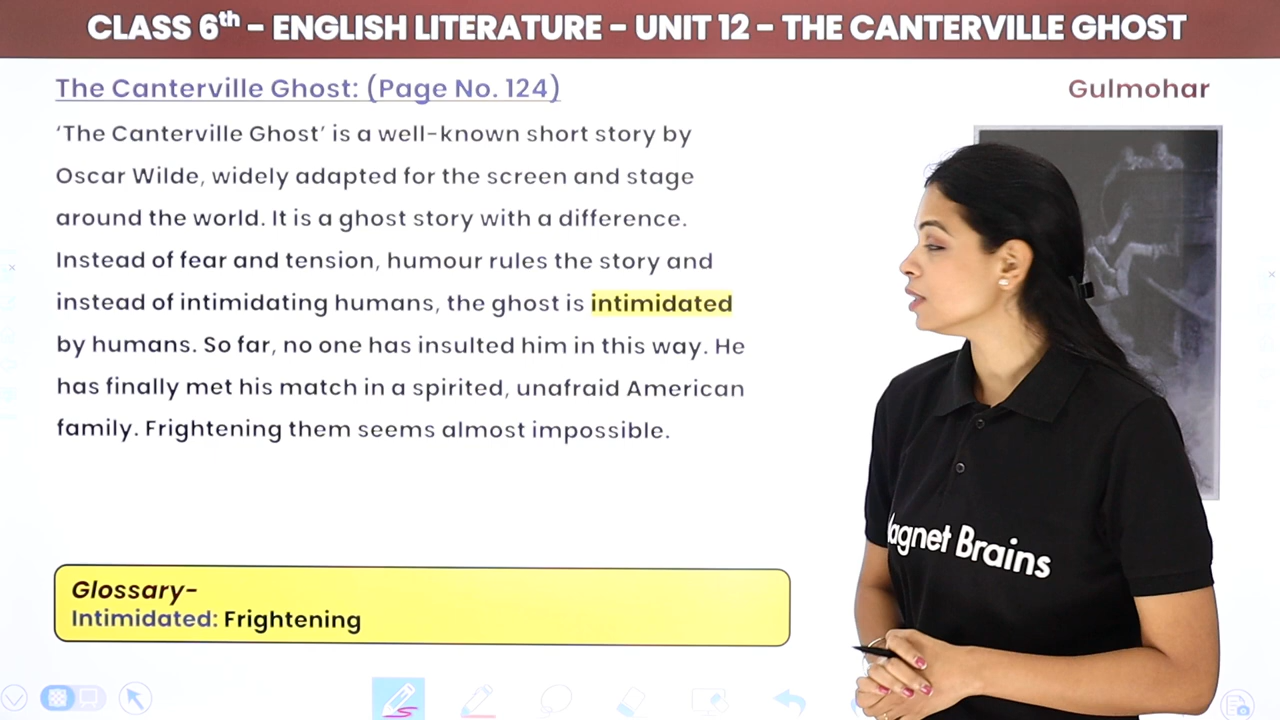 CLASS 6th – ENGLISH LITERATURE – UNIT 12 – THE CANTERVILLE GHOST
The Canterville Ghost: (Page No. 124)
Gulmohar
‘The Canterville Ghost’ is a well-known short story by
Oscar Wilde, widely adapted for the screen and stage
around the world. It is a ghost story with a difference.
Instead of fear and tension, humour rules the story and
instead of intimidating humans, the ghost is intimidated
by humans. So far, no one has insulted him in this way. He
has finally met his match in a spirited, unafraid American
family. Frightening them seems almost impossible.
Glossary-
Intimidated: Frightening
agnet Brains